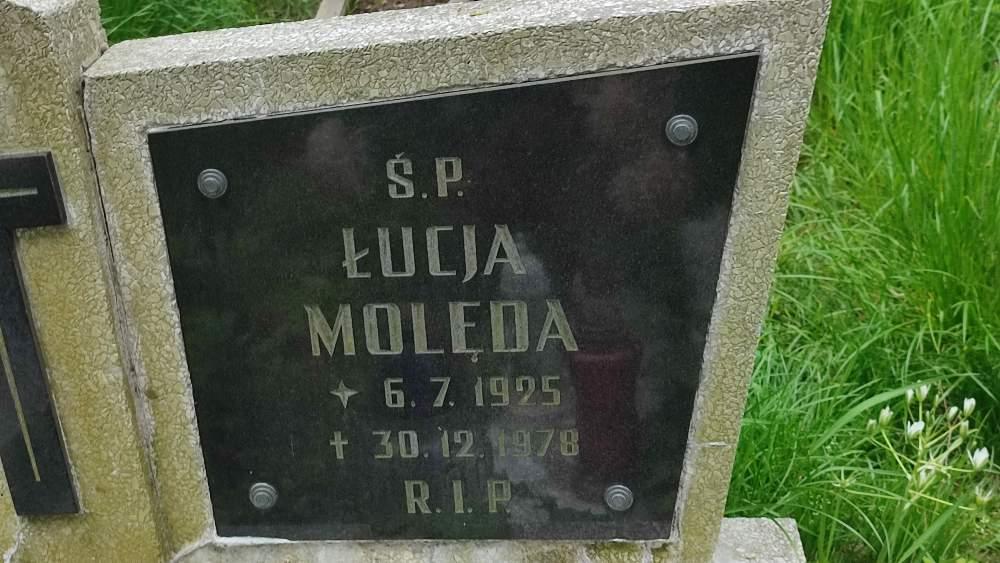 Ś.P.
ŁUCJA
MOLĘDA
6.7.1925
✝ 30.12.1978
R.I.P.